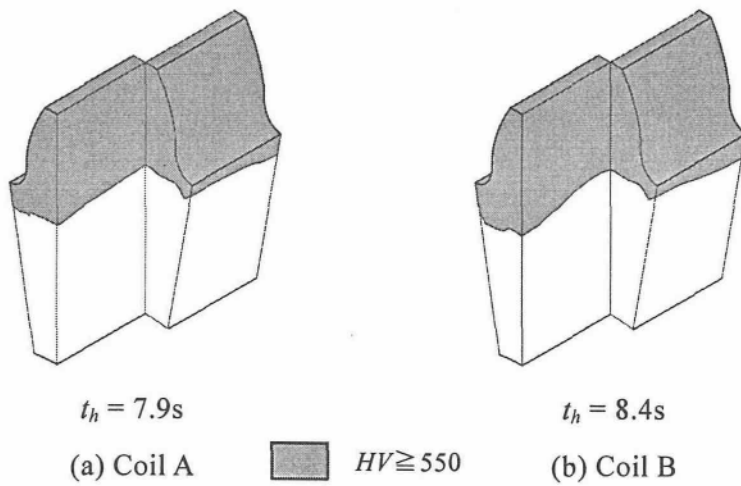 t_h = 7.9s
t_h = 8.4s
(a) Coil A
HV≧550
(b) Coil B